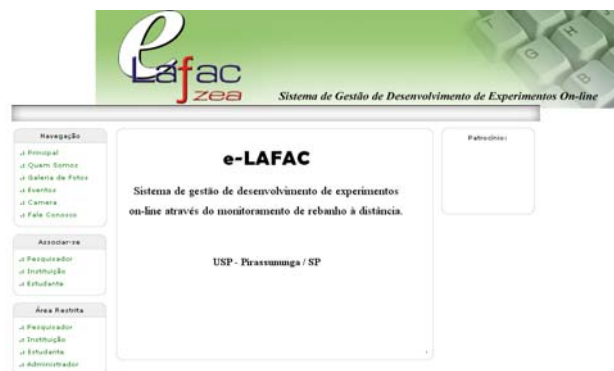 e
Lafac
zea
Sistema de Gestão de Desenvolvimento de Experimentos On-line
Navegação
Principal
Quem Somos
Galeria de Fotos
Eventos
Camera
Fale Conosco
Associar-se
Pesquisador
Instituição
Estudante
Área Restrita
Pesquisador
Instituição
Estudante
Administrador
e-LAFAC
Sistema de gestão de desenvolvimento de experimentos
on-line através do monitoramento de rebanho à distância.
USP - Pirassununga / SP
Patrocínio: